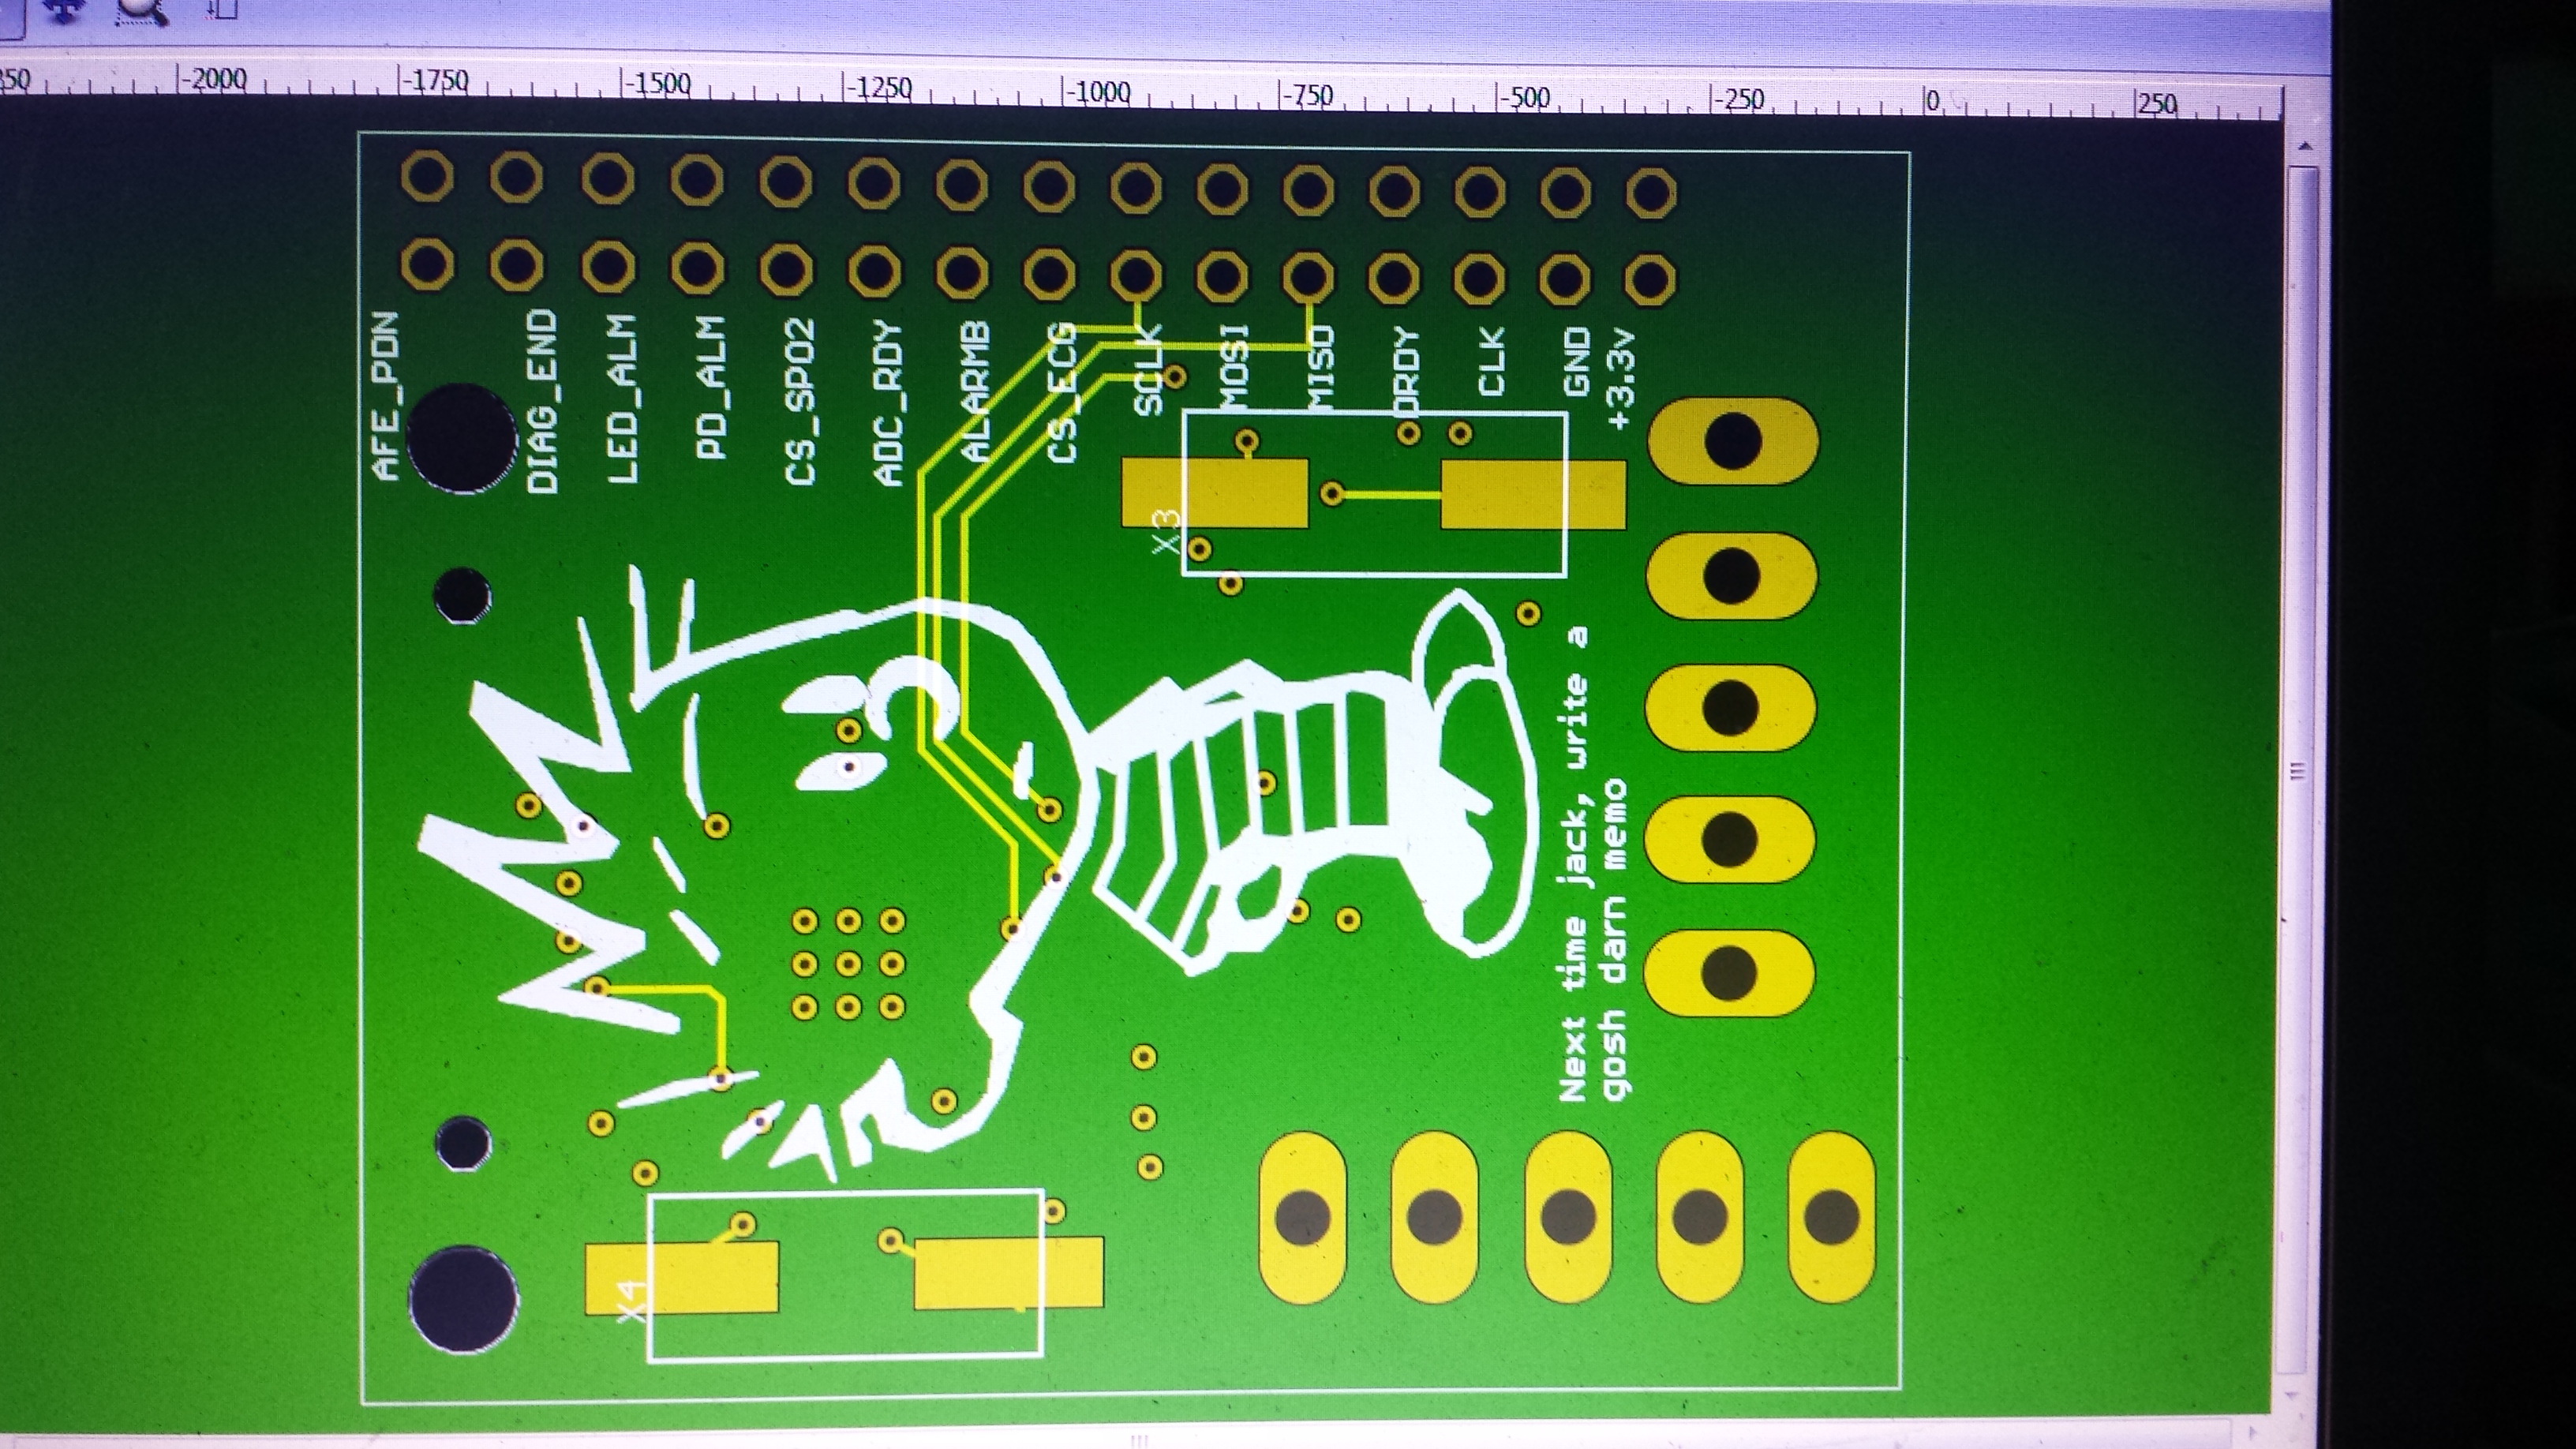 -2000
-1750
-1500
-1250
-1000
-750
-500
-250
0
250
AFE_PDN
DIAG_END
LED_ALM
PD_ALM
CS_SPO2
ADC_RDY
ALARMB
CS_ECG
SCLK
MOSI
MISO
DRDY
CLK
GND
+3.3v
X3
Next time jack, write a
gosh darn memo
X4